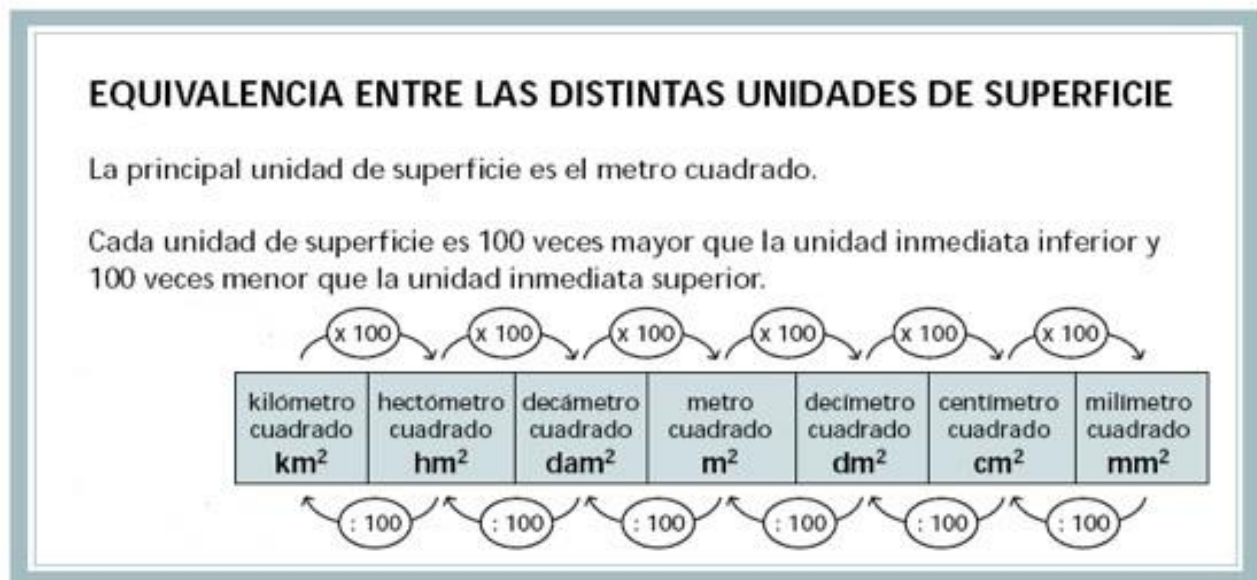 EQUIVALENCIA ENTRE LAS DISTINTAS UNIDADES DE SUPERFICIE
La principal unidad de superficie es el metro cuadrado.
Cada unidad de superficie es 100 veces mayor que la unidad inmediata inferior y
100 veces menor que la unidad inmediata superior.
x 100 x 100 x 100 x 100 x 100 x 100
kilómetro hectómetro decámetro metro decímetro centímetro milímetro
cuadrado cuadrado cuadrado cuadrado cuadrado cuadrado cuadrado
km² hm² dam² m² dm² cm² mm²
: 100 : 100 : 100 : 100 : 100 : 100